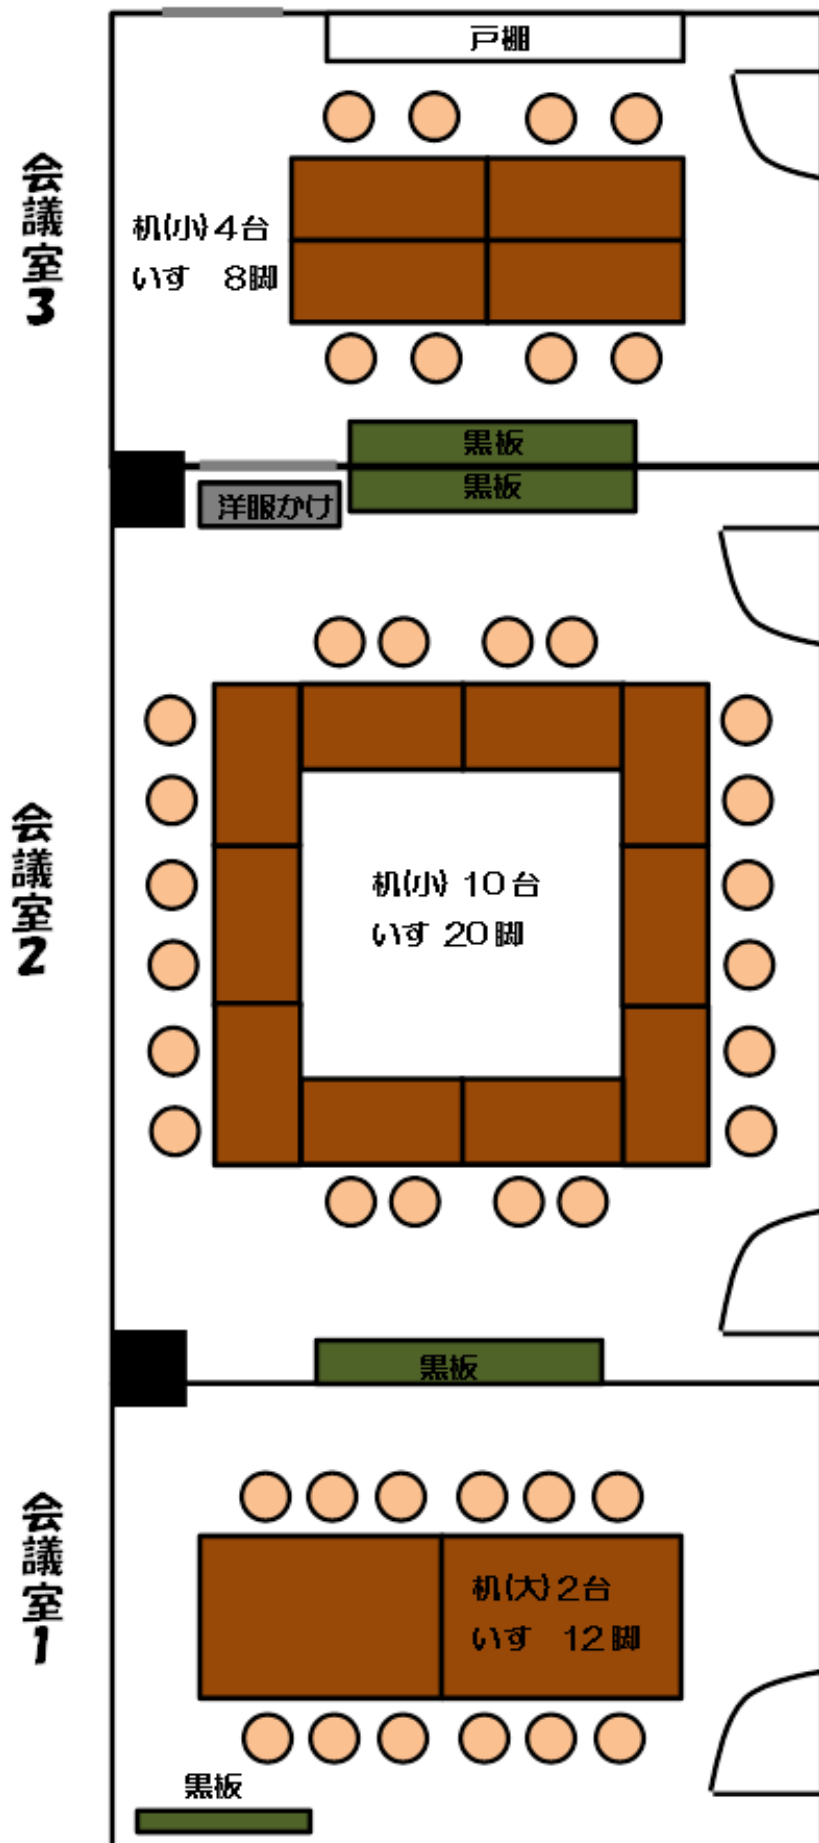 戸棚
会議室3
机(小)4台
いす 8脚
黒板
黒板
洋服かけ
会議室2
机(小) 10台
いす 20脚
黒板
会議室1
机(大)2台
いす 12脚
黒板